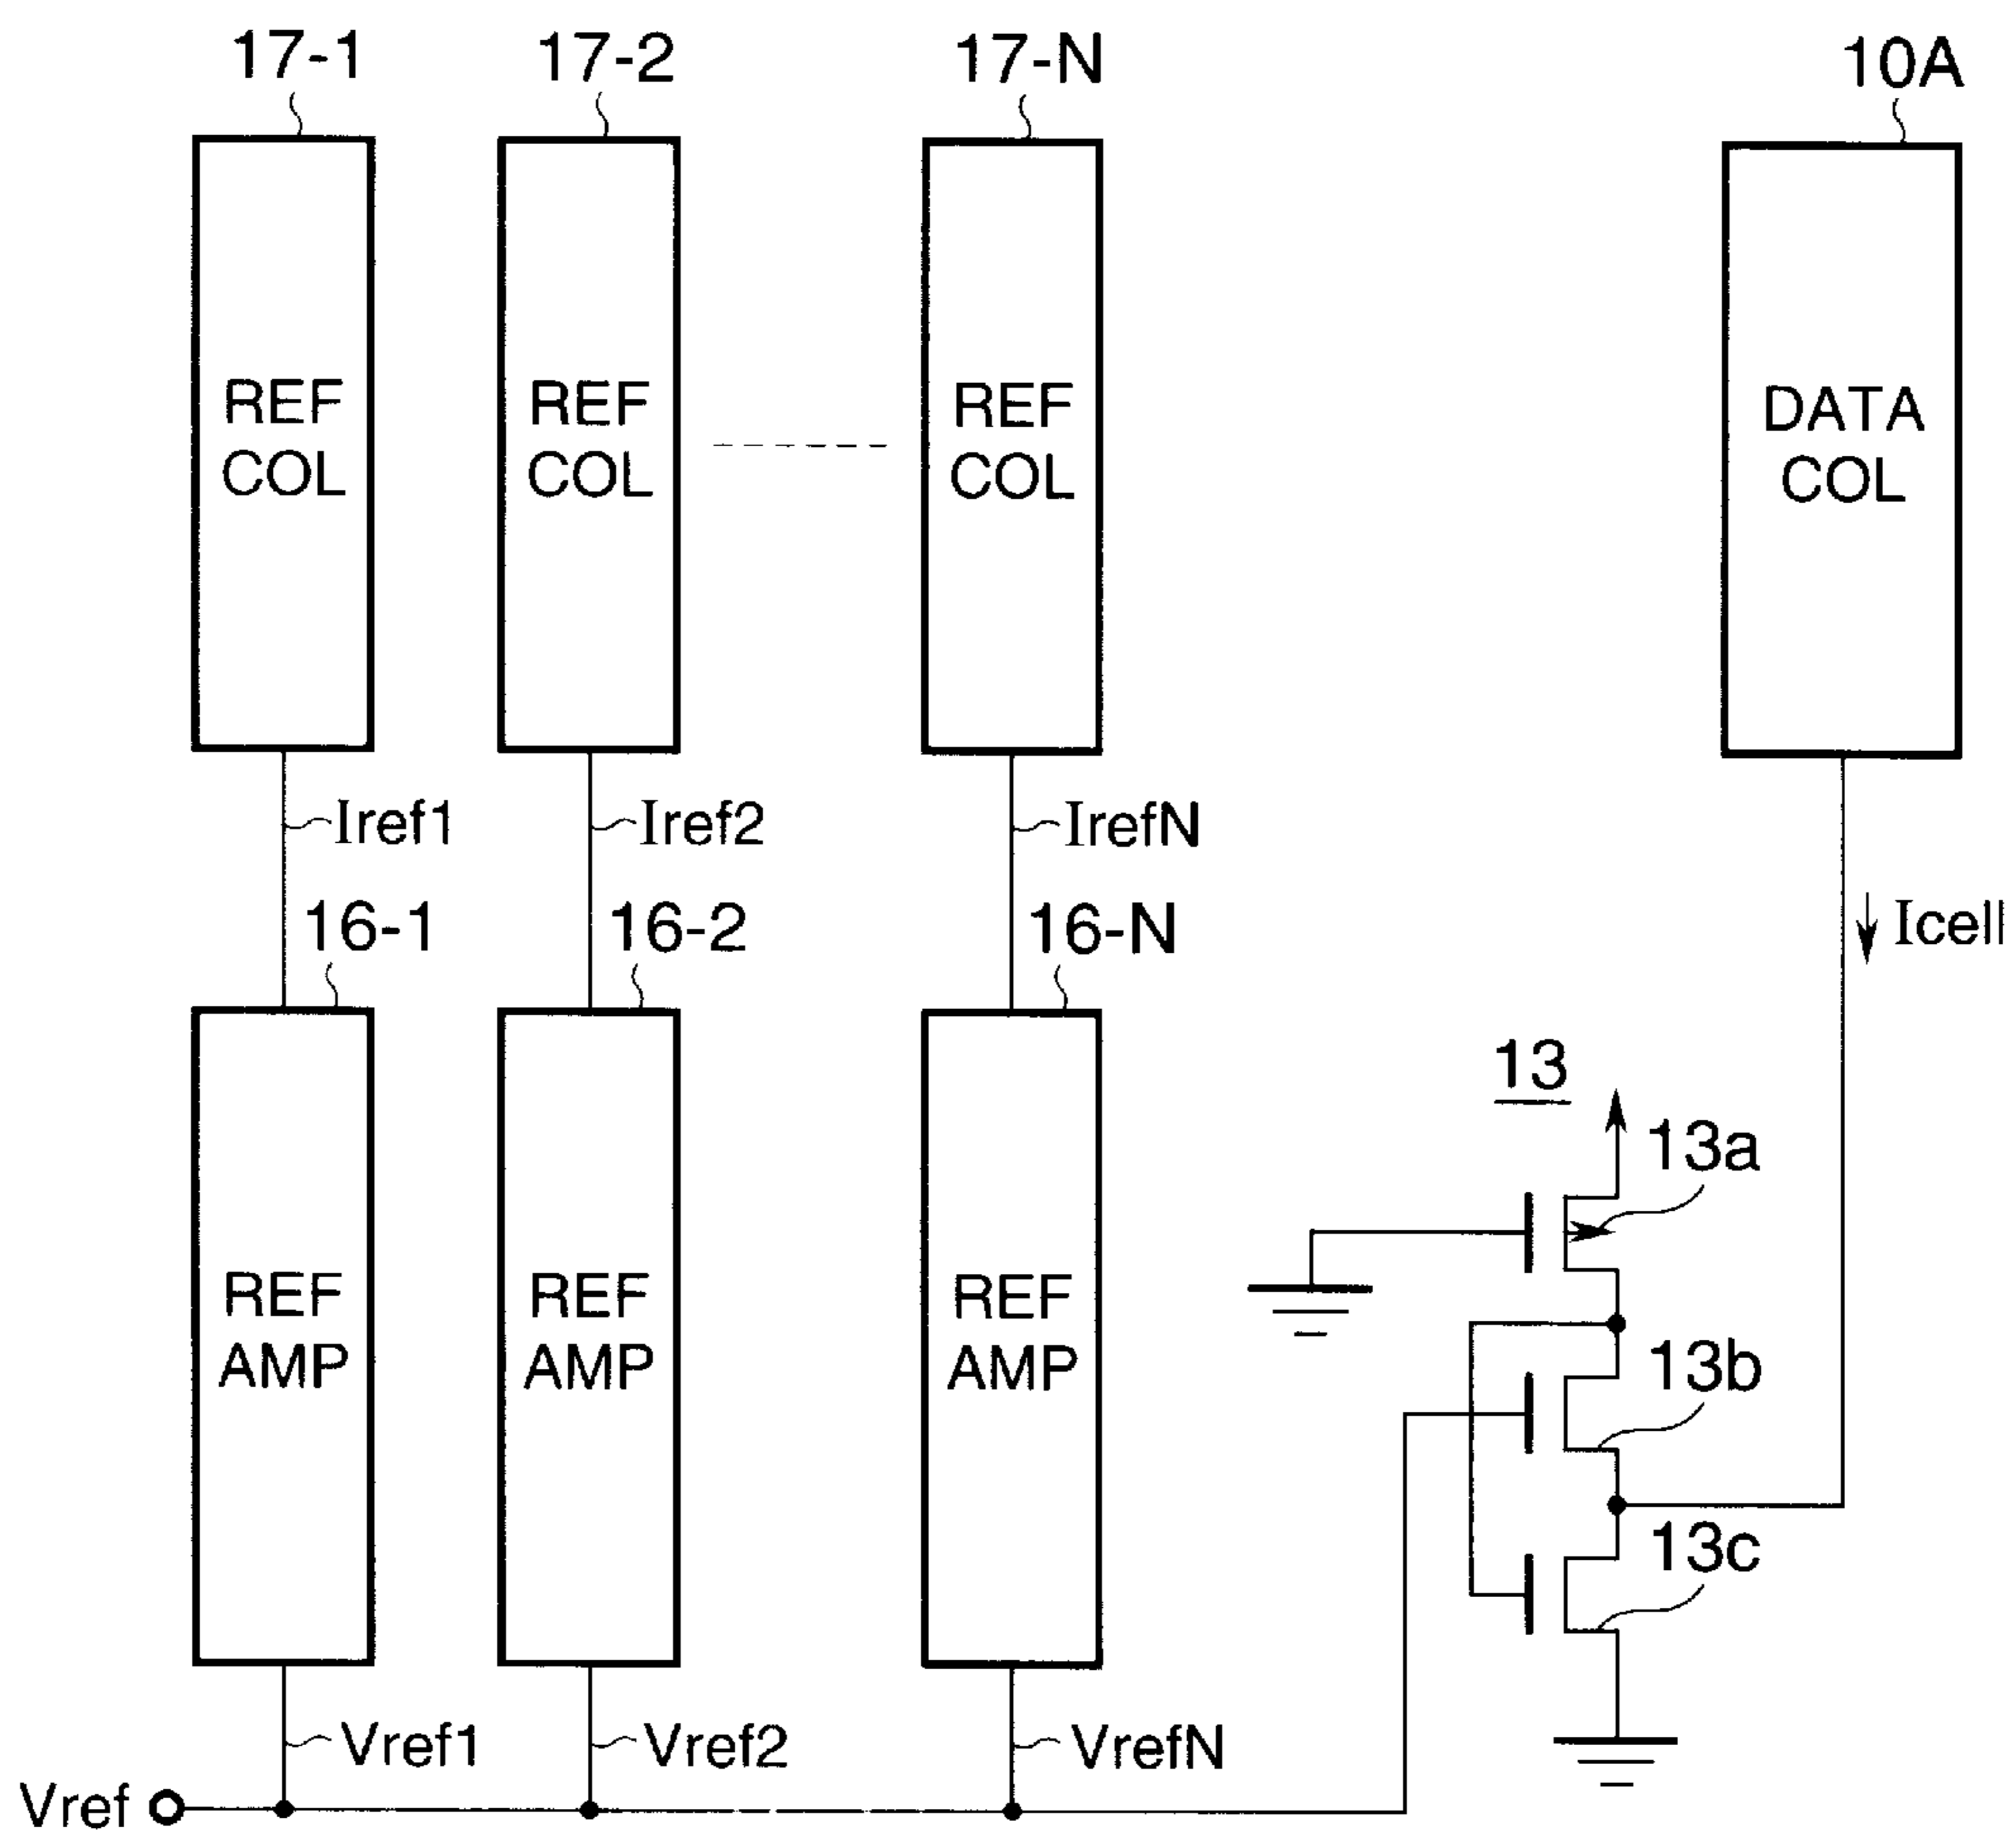 17-1 17-2 17-N 10A
REF
COL
REF
COL
REF
COL
DATA
COL
Iref1 Iref2 IrefN
Icell
16-1 16-2 16-N
REF
AMP
REF
AMP
REF
AMP
13
13a
13b
13c
Vref1 Vref2 VrefN
Vref